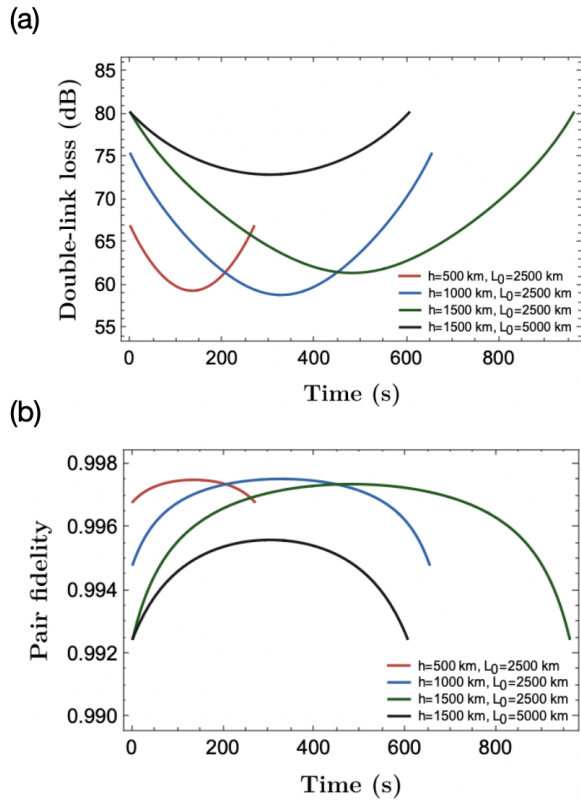 (a)
Double-link loss (dB)
85
80
75
70
65
60
55
h=500 km, L0=2500 km
h=1000 km, L0=2500 km
h=1500 km, L0=2500 km
h=1500 km, L0=5000 km
0 200 400 600 800
Time (s)
(b)
Pair fidelity
0.998
0.996
0.994
0.992
0.990
h=500 km, L0=2500 km
h=1000 km, L0=2500 km
h=1500 km, L0=2500 km
h=1500 km, L0=5000 km
0 200 400 600 800
Time (s)